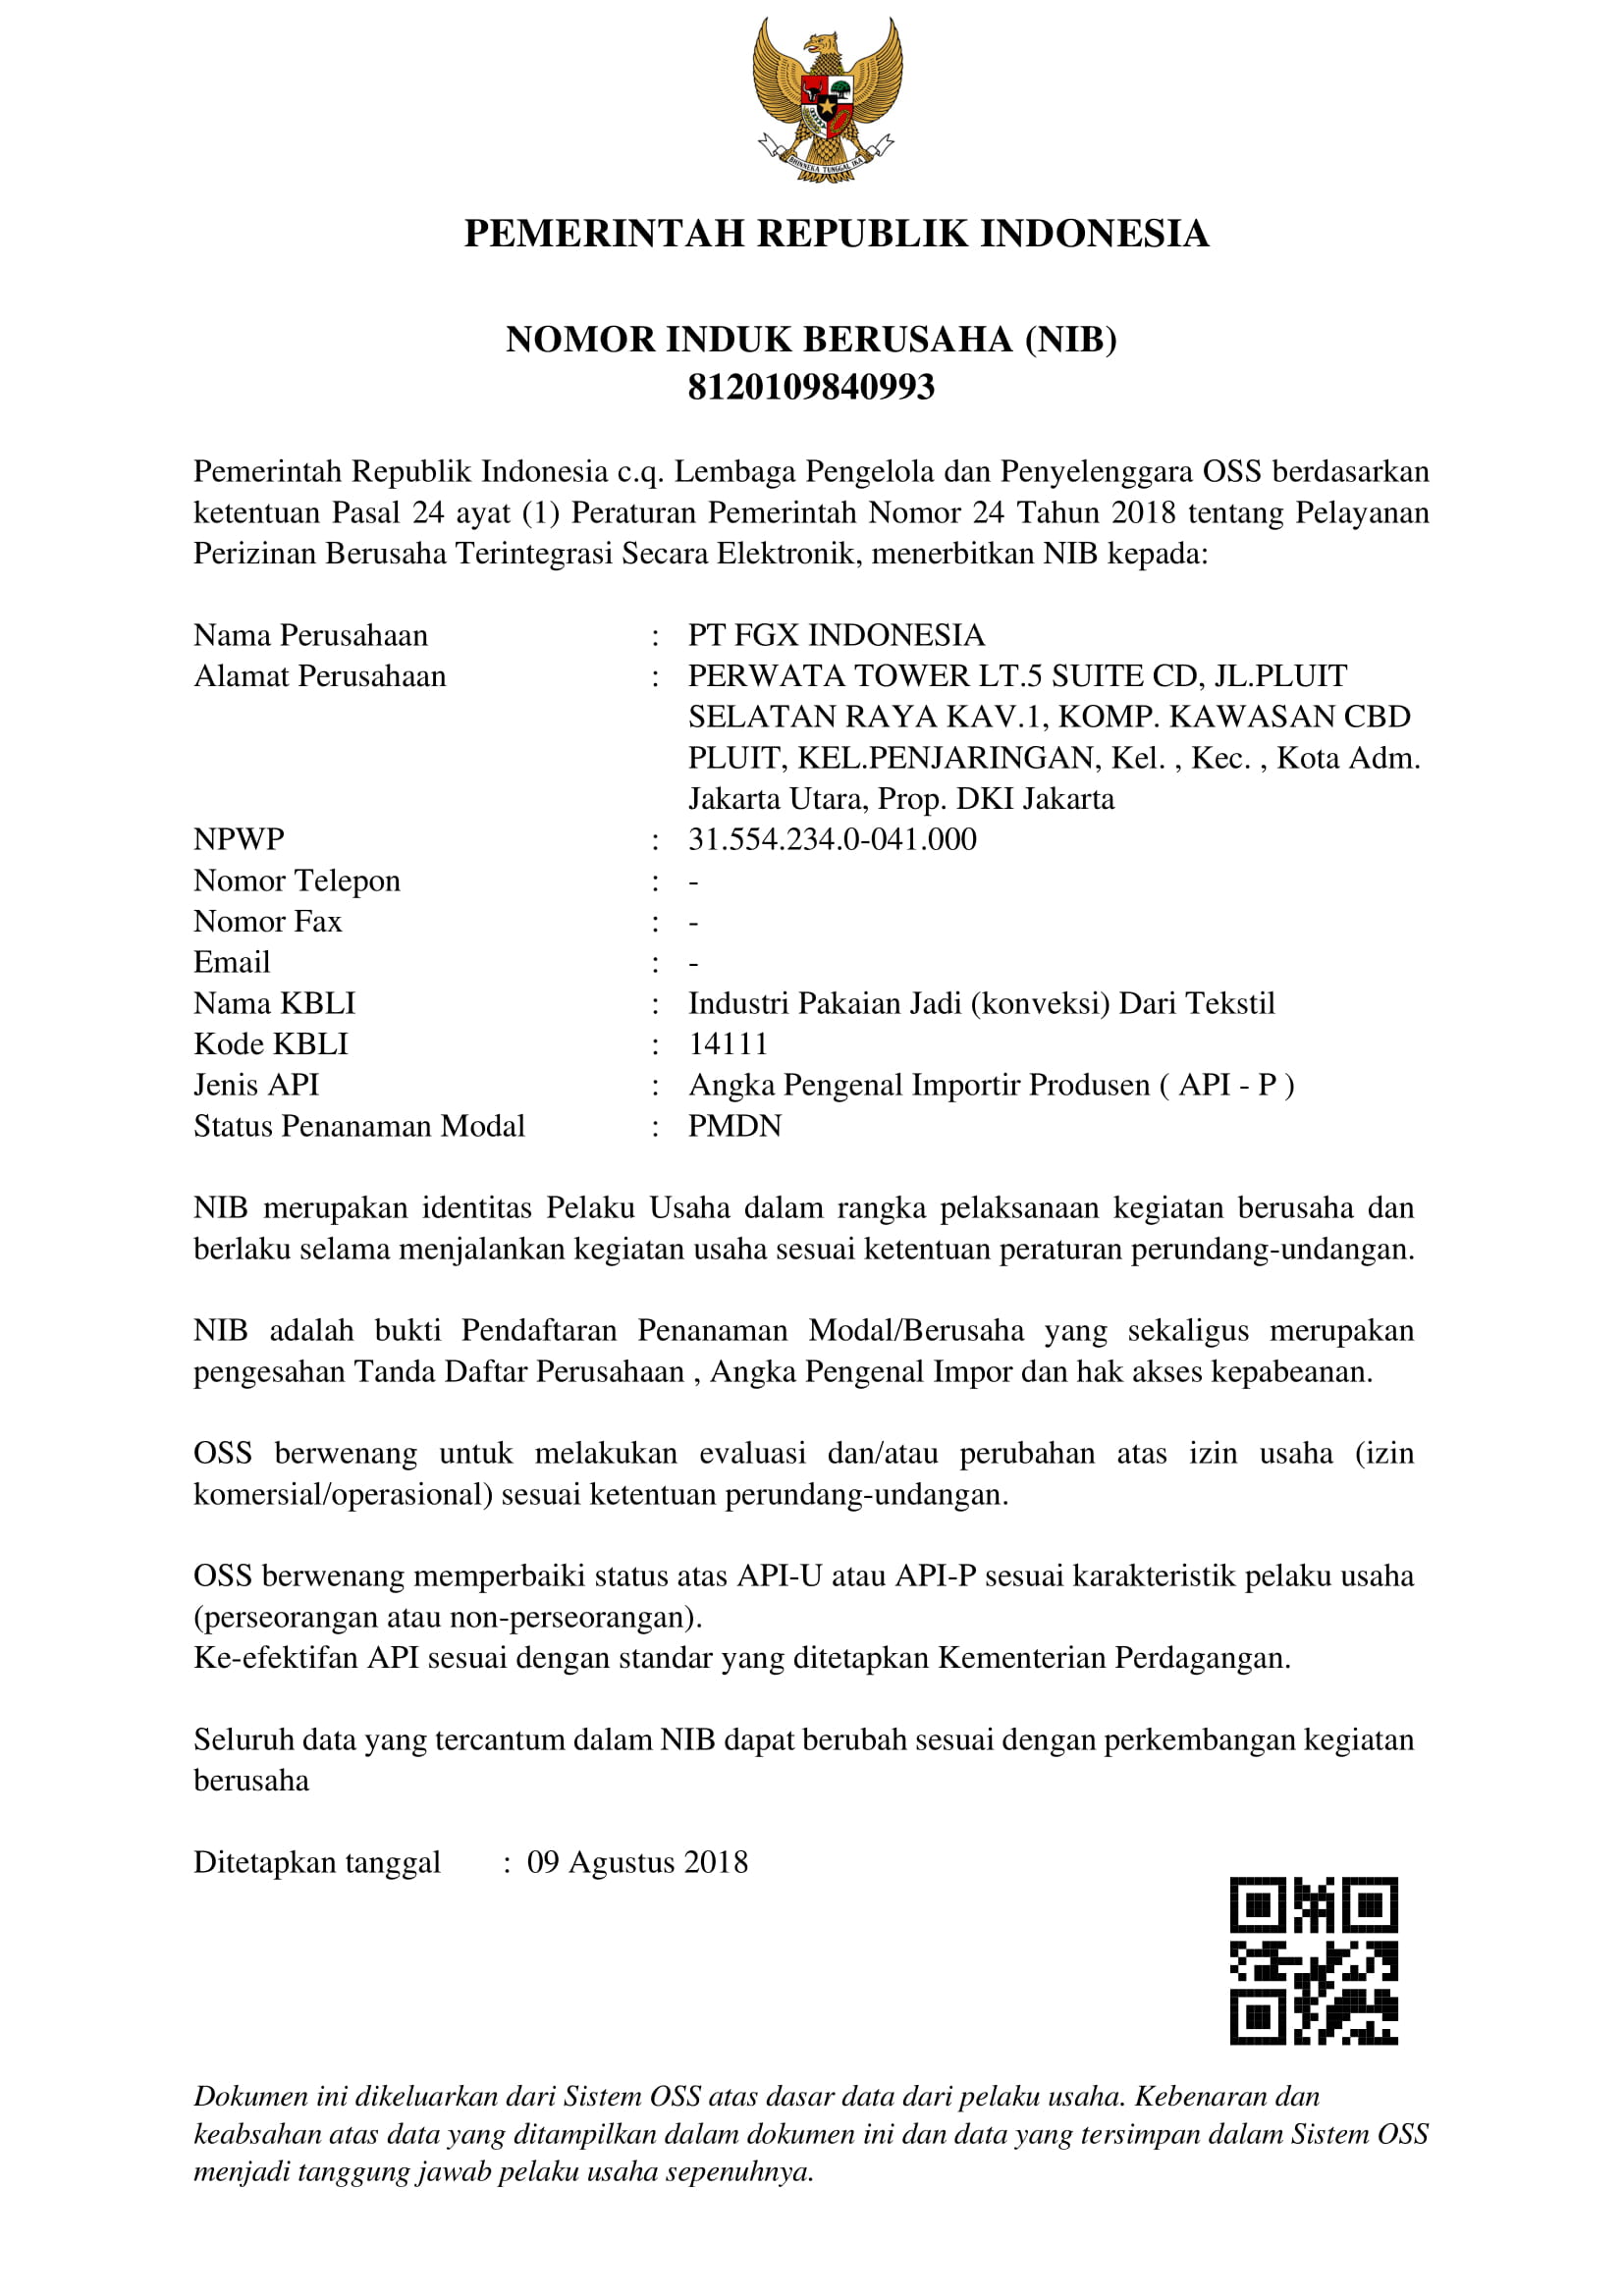 BHINNEKA TUNGGAL IKA
PEMERINTAH REPUBLIK INDONESIA
NOMOR INDUK BERUSAHA (NIB)
8120109840993
Pemerintah Republik Indonesia c.q. Lembaga Pengelola dan Penyelenggara OSS berdasarkan
ketentuan Pasal 24 ayat (1) Peraturan Pemerintah Nomor 24 Tahun 2018 tentang Pelayanan
Perizinan Berusaha Terintegrasi Secara Elektronik, menerbitkan NIB kepada:
Nama Perusahaan : PT FGX INDONESIA
Alamat Perusahaan : PERWATA TOWER LT.5 SUITE CD, JL.PLUIT
SELATAN RAYA KAV.1, KOMP. KAWASAN CBD
PLUIT, KEL.PENJARINGAN, Kel. , Kec. , Kota Adm.
Jakarta Utara, Prop. DKI Jakarta
NPWP : 31.554.234.0-041.000
Nomor Telepon : -
Nomor Fax : -
Email : -
Nama KBLI : Industri Pakaian Jadi (konveksi) Dari Tekstil
Kode KBLI : 14111
Jenis API : Angka Pengenal Importir Produsen ( API - P )
Status Penanaman Modal : PMDN
NIB merupakan identitas Pelaku Usaha dalam rangka pelaksanaan kegiatan berusaha dan
berlaku selama menjalankan kegiatan usaha sesuai ketentuan peraturan perundang-undangan.
NIB adalah bukti Pendaftaran Penanaman Modal/Berusaha yang sekaligus merupakan
pengesahan Tanda Daftar Perusahaan , Angka Pengenal Impor dan hak akses kepabeanan.
OSS berwenang untuk melakukan evaluasi dan/atau perubahan atas izin usaha (izin
komersial/operasional) sesuai ketentuan perundang-undangan.
OSS berwenang memperbaiki status atas API-U atau API-P sesuai karakteristik pelaku usaha
(perseorangan atau non-perseorangan).
Ke-efektifan API sesuai dengan standar yang ditetapkan Kementerian Perdagangan.
Seluruh data yang tercantum dalam NIB dapat berubah sesuai dengan perkembangan kegiatan
berusaha
Ditetapkan tanggal : 09 Agustus 2018
Dokumen ini dikeluarkan dari Sistem OSS atas dasar data dari pelaku usaha. Kebenaran dan
keabsahan atas data yang ditampilkan dalam dokumen ini dan data yang tersimpan dalam Sistem OSS
menjadi tanggung jawab pelaku usaha sepenuhnya.